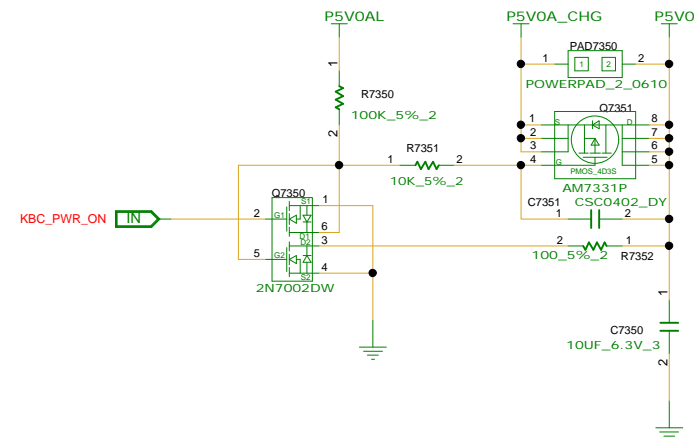 P5V0AL
P5V0A_CHG
P5V0
PAD7350
1
1
2
2
POWERPAD_2_0610
1
R7350
100K_5%_2
2
Q7351
1
S
D
8
2
7
3
6
4
G
5
PMOS_4D3S
AM7331P
R7351
1
2
10K_5%_2
C7351
CSC0402_DY
1
2
Q7350
S1
1
KBC_PWR_ON
IN
2
G1
D1
6
D2
3
5
G2
S2
4
2N7002DW
2
1
100_5%_2
R7352
1
C7350
10UF_6.3V_3
2